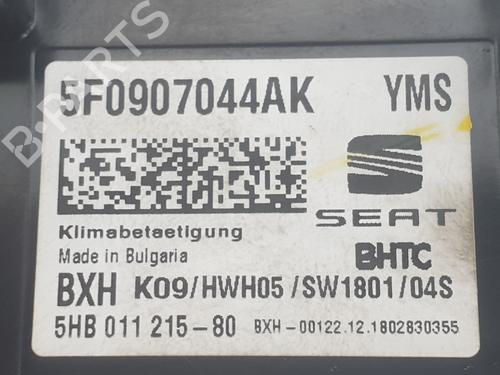 B-PARTS
5F0907044AK YMS
SEAT
Klimabetaetigung
Made in Bulgaria BHTC
BXH K09/HWH05/SW1801/04S
5HB 011 215-80 BXH-00122.12.1802830355